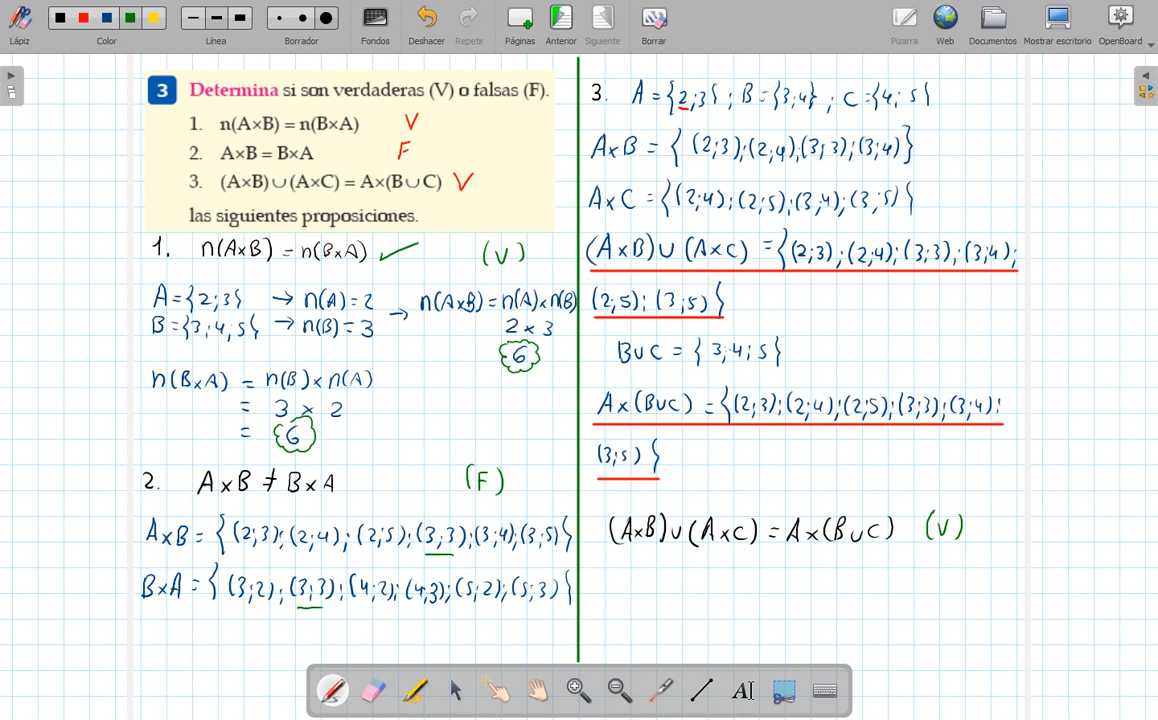 Lápiz
Color
Línea
Borrador
Fondos
Deshacer
Repetir
Páginas
Anterior
Siguiente
Borrar
Pizarra
Web
Documentos
Mostrar escritorio
OpenBoard
3 Determina si son verdaderas (V) o falsas (F).
1. n(A×B) = n(B×A) V
2. A×B = B×A F
3. (A×B)∪(A×C) = A×(B∪C) V
las siguientes proposiciones.
1. n(A×B) = n(B×A) ✓ (V)
A={2;3} → n(A)=2 → n(A×B)=n(A)×n(B)
B={3;4;5} → n(B)=3 2×3
6
n(B×A) = n(B)×n(A)
= 3 × 2
= 6
2. A×B ≠ B×A (F)
A×B = {(2;3);(2;4);(2;5);(3;3);(3;4);(3;5)}
B×A = {(3;2);(3;3);(4;2);(4;3);(5;2);(5;3)}
3. A={2;3} ; B={3;4} ; C={4;5}
A×B = {(2;3);(2;4);(3;3);(3;4)}
A×C = {(2;4);(2;5);(3;4);(3;5)}
(A×B)∪(A×C) = {(2;3);(2;4);(3;3);(3;4);
(2;5);(3;5)}
B∪C = {3;4;5}
A×(B∪C) = {(2;3);(2;4);(2;5);(3;3);(3;4);
(3;5)}
(A×B)∪(A×C) = A×(B∪C) (V)